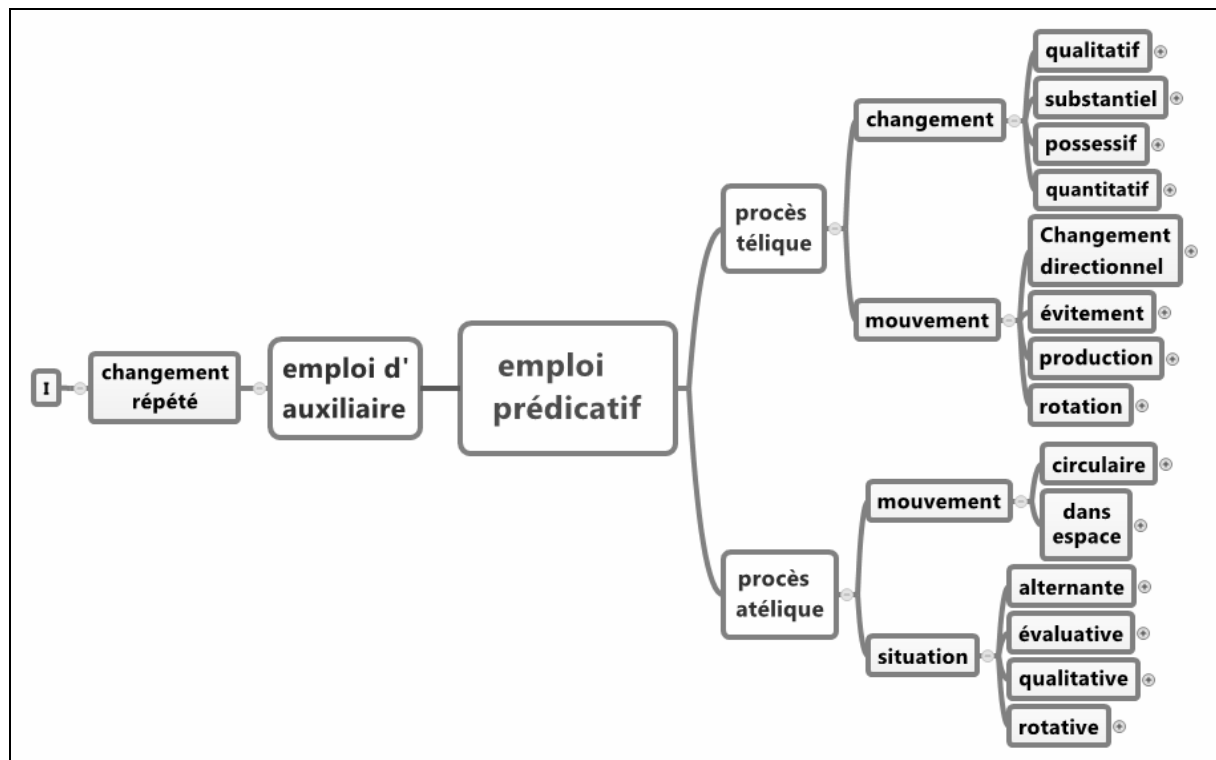 I
changement
répété
emploi d'
auxiliaire
emploi
prédicatif
procès
télique
changement
qualitatif
substantiel
possessif
quantitatif
mouvement
Changement
directionnel
évitement
production
rotation
procès
atélique
mouvement
circulaire
dans
espace
situation
alternante
évaluative
qualitative
rotative